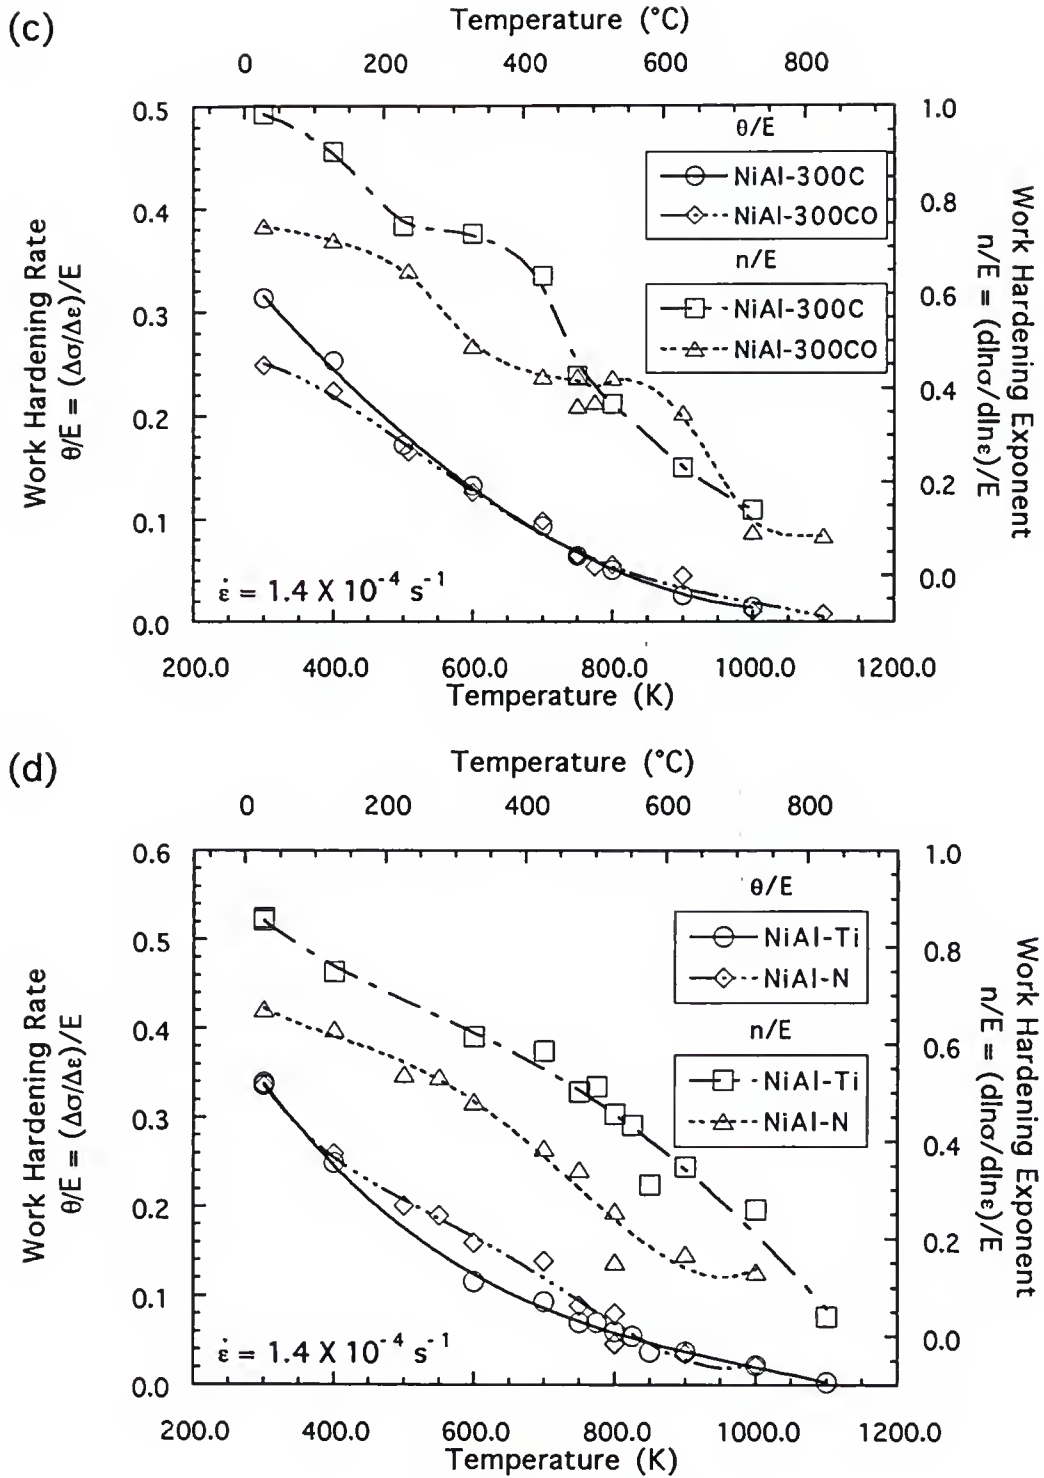 (c)
Temperature (°C)
0 200 400 600 800
0.5
0.4
0.3
0.2
0.1
0.0
Work Hardening Rate
θ/E = (Δσ/Δε)/E
θ/E
NiAl-300C
NiAl-300CO
n/E
NiAl-300C
NiAl-300CO
ε̇ = 1.4 X 10⁻⁴ s⁻¹
1.0
0.8
0.6
0.4
0.2
0.0
Work Hardening Exponent
n/E = (dlnσ/dlnε)/E
200.0 400.0 600.0 800.0 1000.0 1200.0
Temperature (K)
(d)
Temperature (°C)
0 200 400 600 800
0.6
0.5
0.4
0.3
0.2
0.1
0.0
Work Hardening Rate
θ/E = (Δσ/Δε)/E
θ/E
NiAl-Ti
NiAl-N
n/E
NiAl-Ti
NiAl-N
ε̇ = 1.4 X 10⁻⁴ s⁻¹
1.0
0.8
0.6
0.4
0.2
0.0
Work Hardening Exponent
n/E = (dlnσ/dlnε)/E
200.0 400.0 600.0 800.0 1000.0 1200.0
Temperature (K)